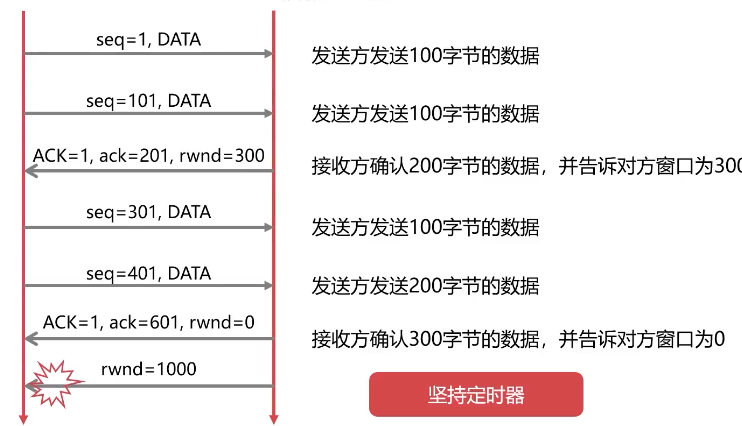 seq=1, DATA
发送方发送100字节的数据
seq=101, DATA
发送方发送100字节的数据
ACK=1, ack=201, rwnd=300
接收方确认200字节的数据，并告诉对方窗口为300
seq=301, DATA
发送方发送100字节的数据
seq=401, DATA
发送方发送200字节的数据
ACK=1, ack=601, rwnd=0
接收方确认300字节的数据，并告诉对方窗口为0
rwnd=1000
坚持定时器